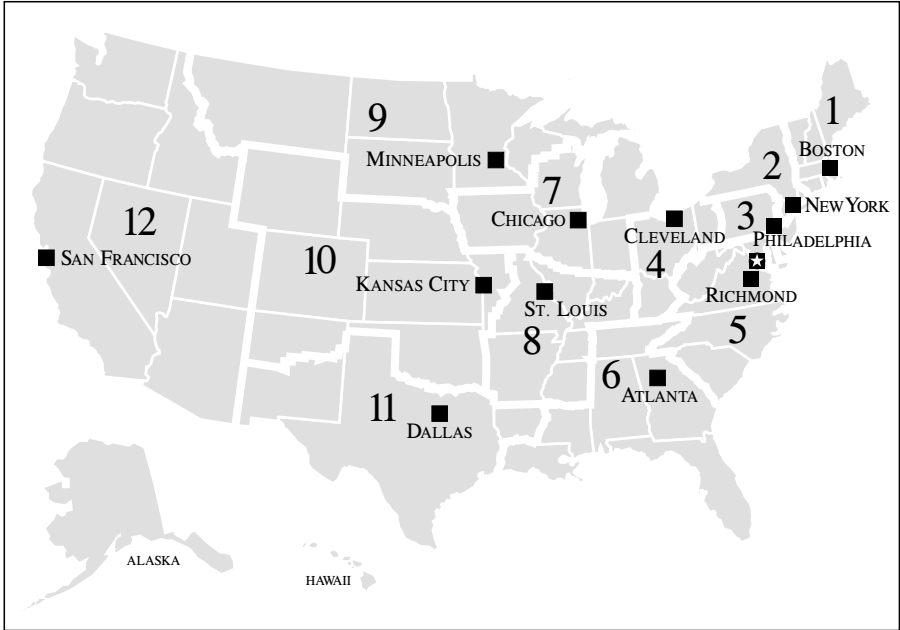 1
BOSTON
9
2
MINNEAPOLIS
7
NEW YORK
3
12
CHICAGO
CLEVELAND
PHILADELPHIA
SAN FRANCISCO
10
4
KANSAS CITY
RICHMOND
ST. LOUIS
5
8
6
ATLANTA
11
DALLAS
ALASKA
HAWAII